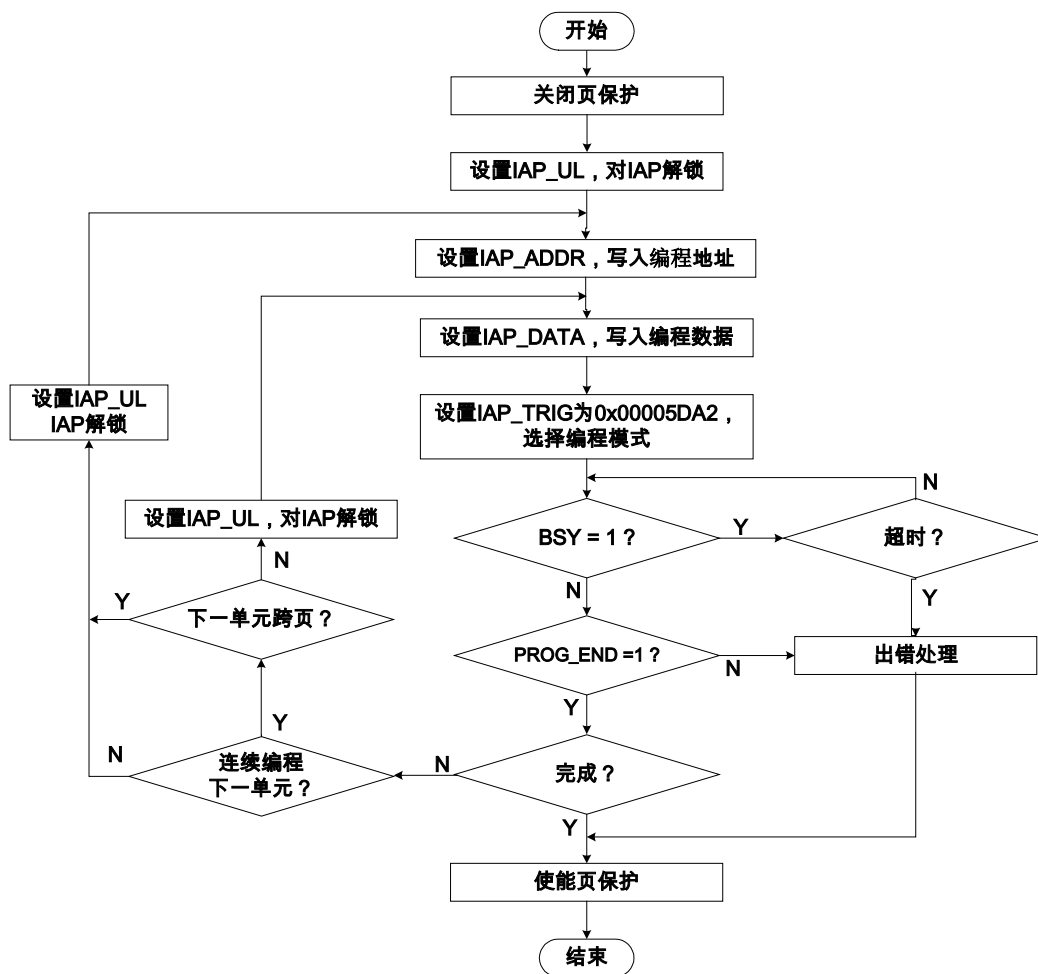 开始
关闭页保护
设置IAP_UL，对IAP解锁
设置IAP_ADDR，写入编程地址
设置IAP_DATA，写入编程数据
设置IAP_UL
IAP解锁
设置IAP_TRIG为0x00005DA2，
选择编程模式
N
设置IAP_UL，对IAP解锁
BSY = 1？
Y
超时？
N
N
Y
Y
下一单元跨页？
PROG_END =1？
N
出错处理
Y
Y
N
连续编程
下一单元？
N
完成？
Y
使能页保护
结束